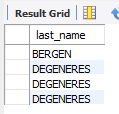 Result Grid
last_name
BERGEN
DEGENERES
DEGENERES
DEGENERES